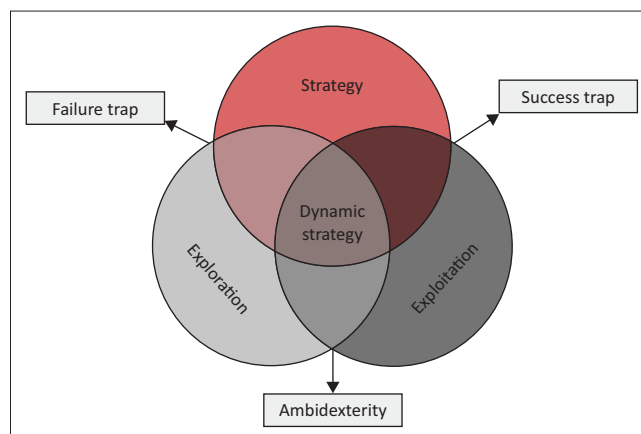 Strategy
Failure trap
Success trap
Dynamic
strategy
Exploration
Exploitation
Ambidexterity